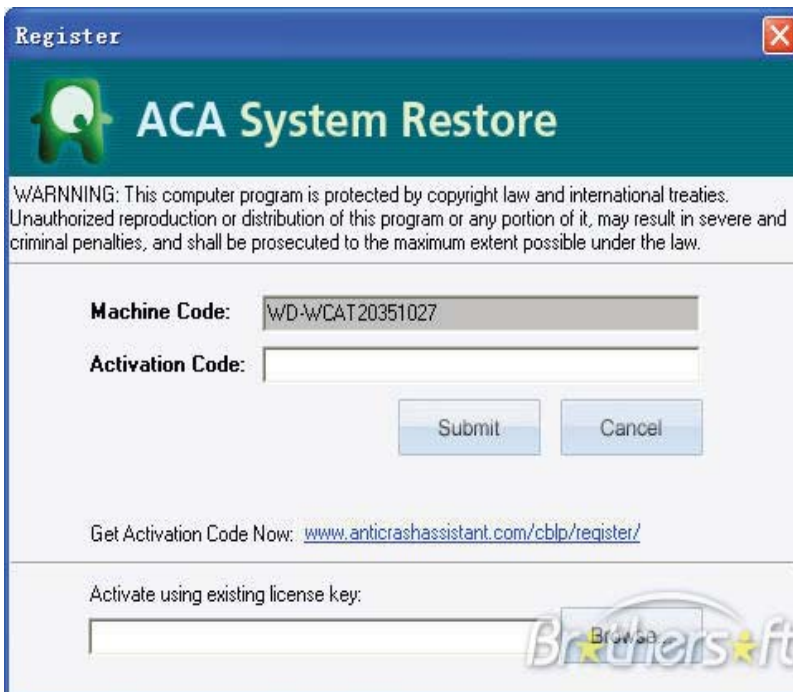 Register
ACA System Restore
WARNNING: This computer program is protected by copyright law and international treaties.
Unauthorized reproduction or distribution of this program or any portion of it, may result in severe and
criminal penalties, and shall be prosecuted to the maximum extent possible under the law.
Machine Code: WD-WCAT20351027
Activation Code:
Submit Cancel
Get Activation Code Now: www.anticrashassistant.com/cblp/register/
Activate using existing license key:
Browse...
Brothersoft